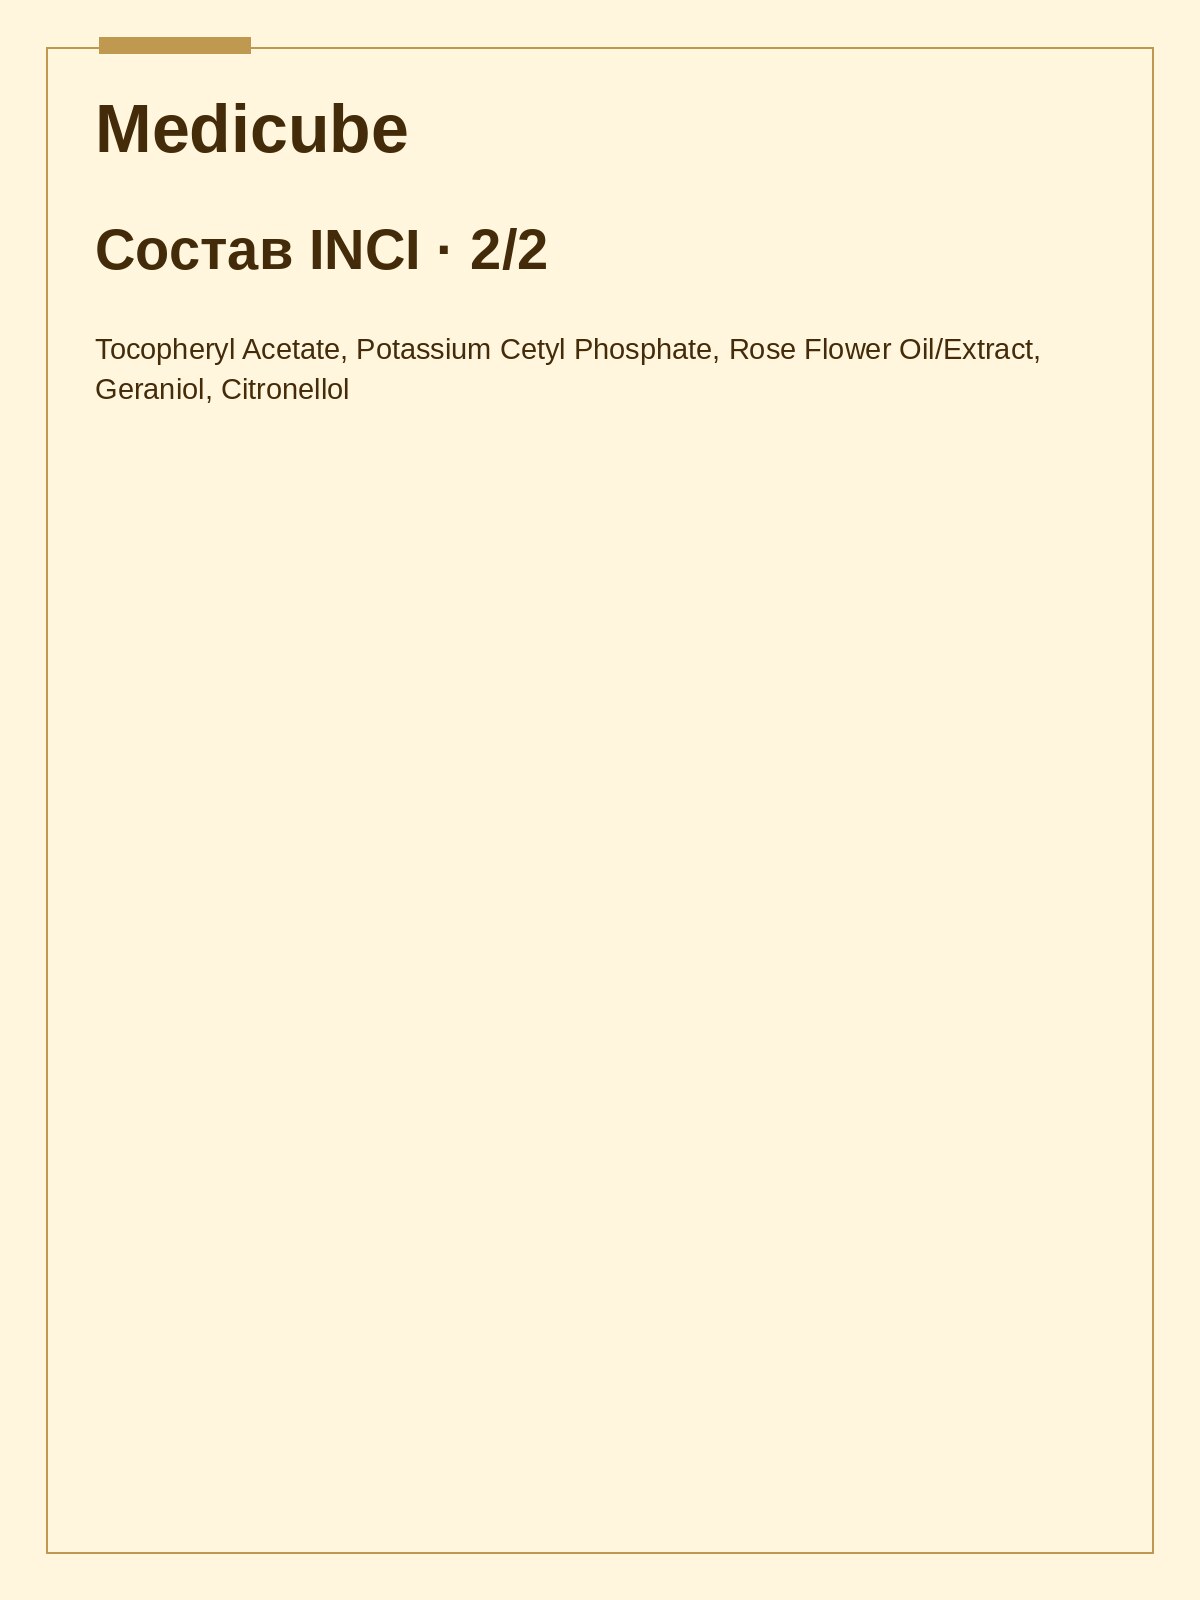 Medicube
Состав INCI · 2/2
Tocopheryl Acetate, Potassium Cetyl Phosphate, Rose Flower Oil/Extract,
Geraniol, Citronellol